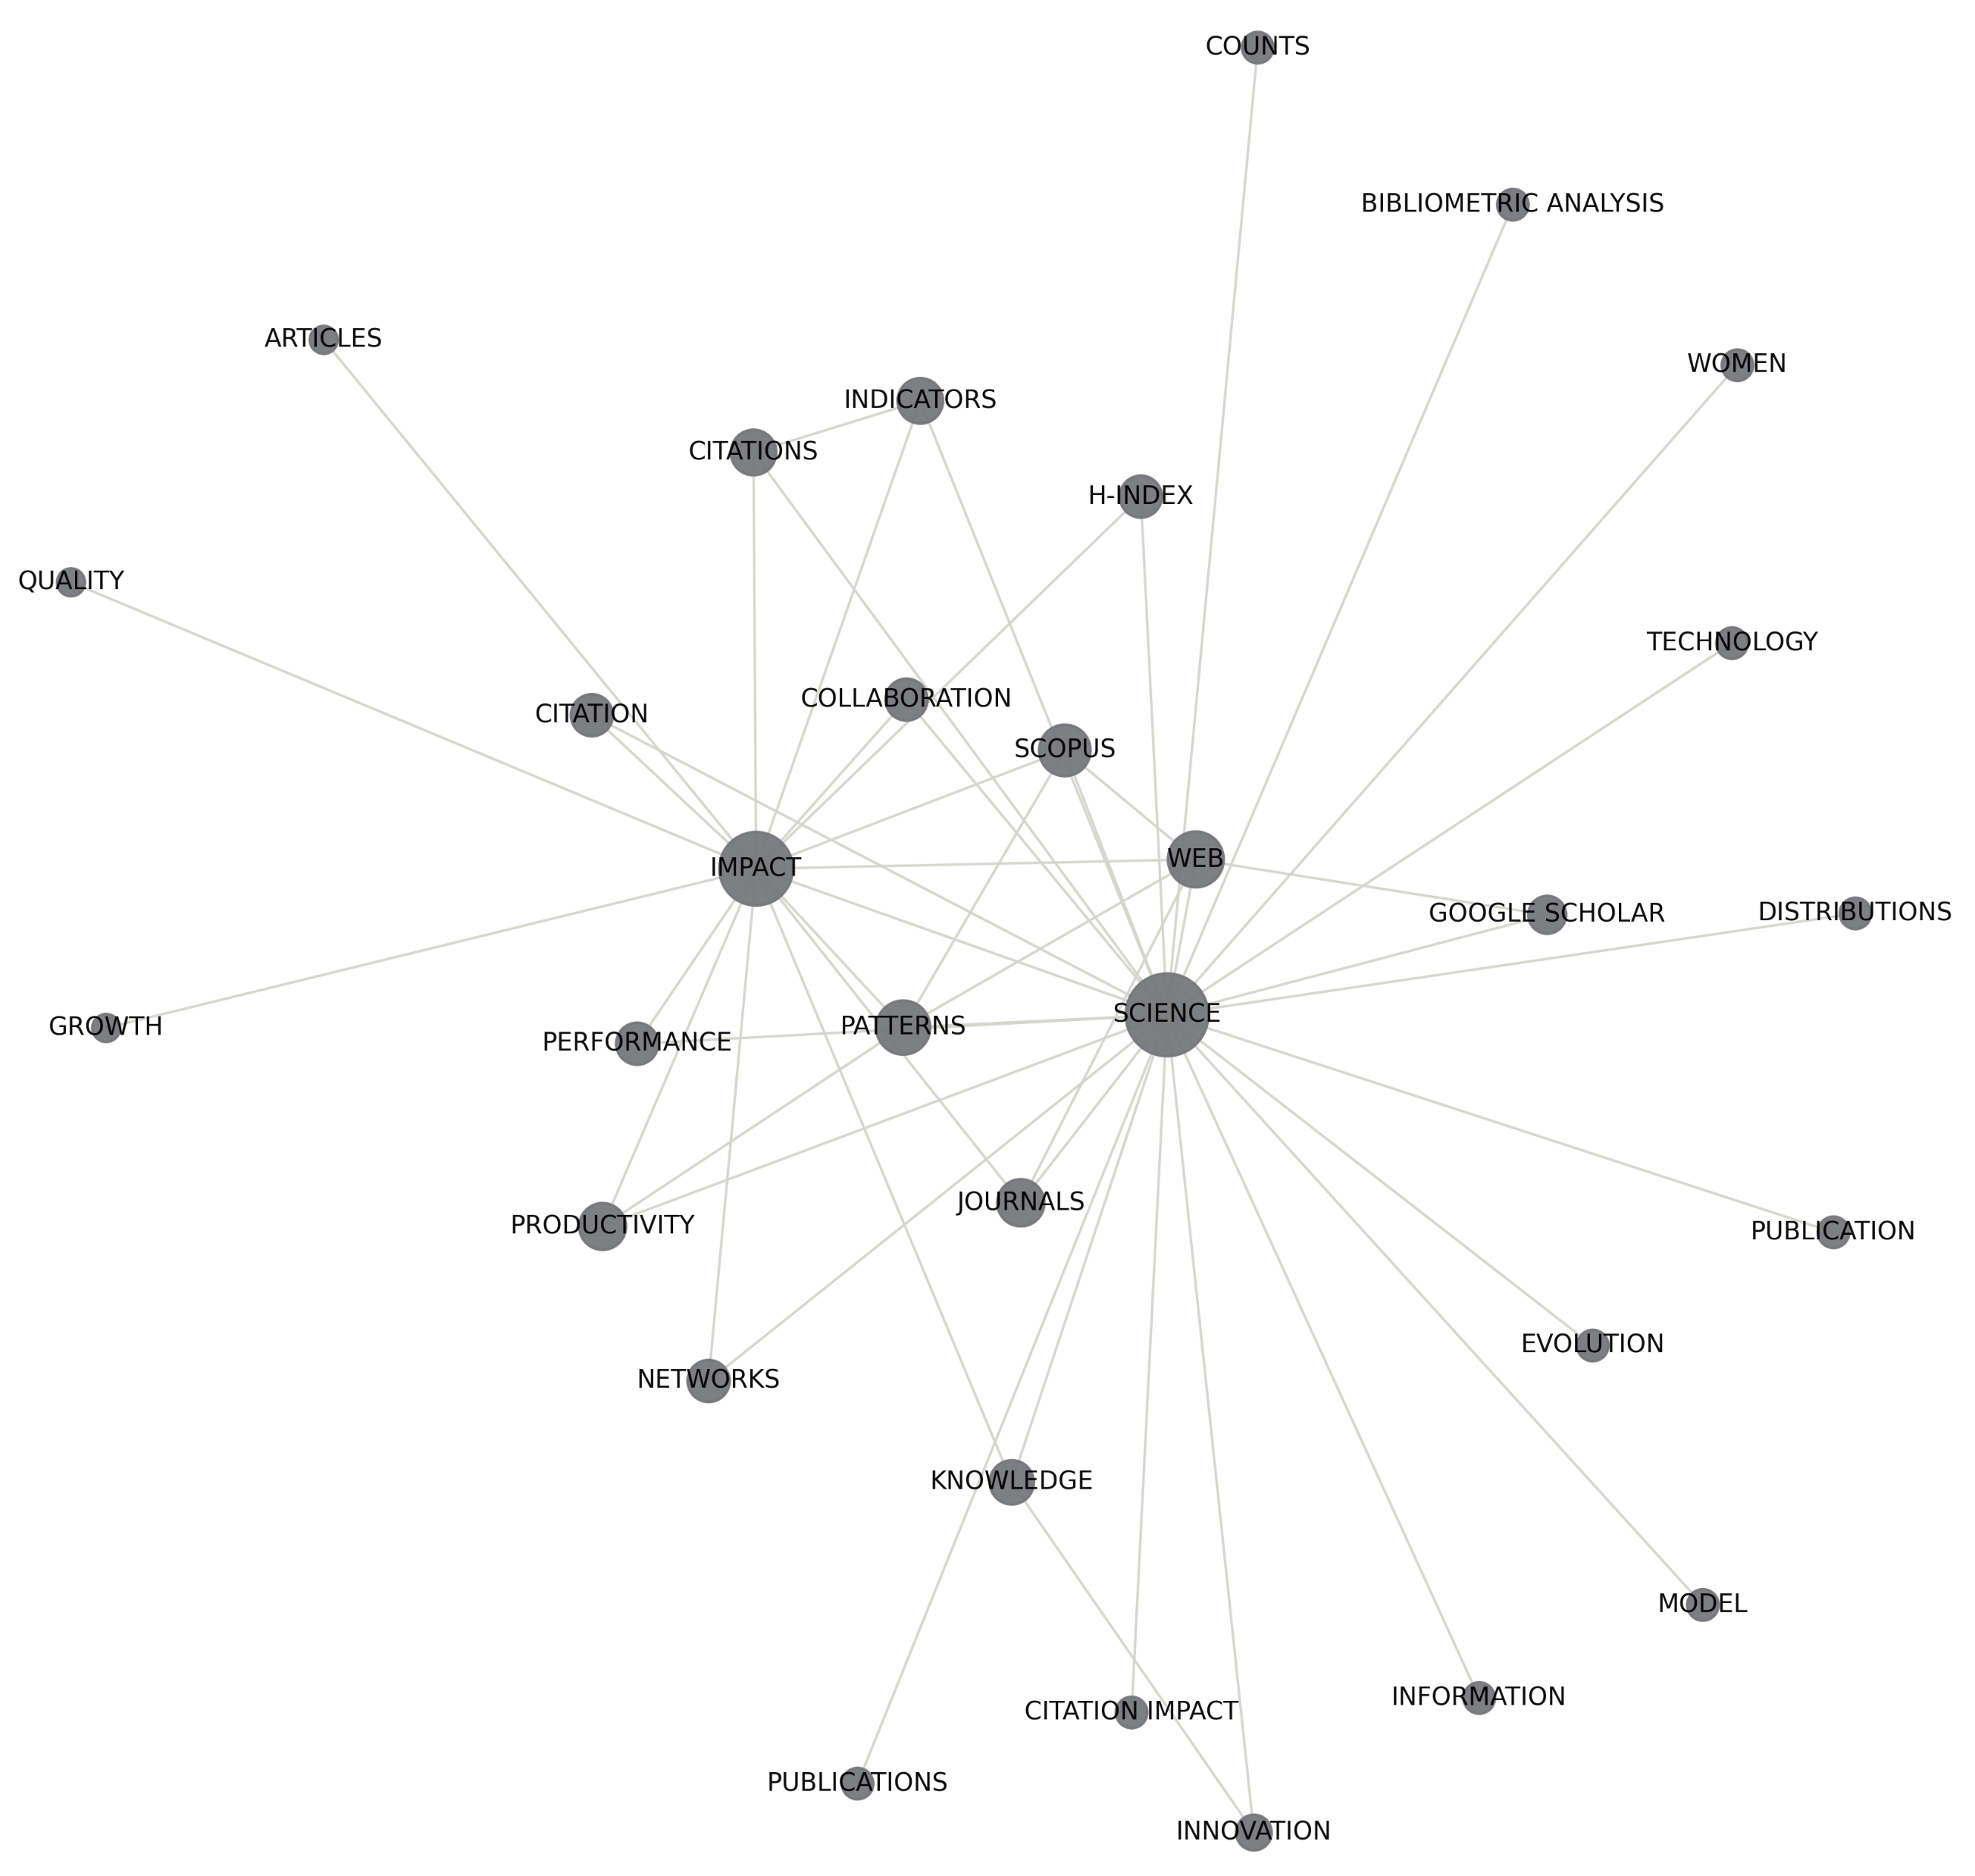 COUNTS
BIBLIOMETRIC ANALYSIS
ARTICLES
WOMEN
INDICATORS
CITATIONS
H-INDEX
QUALITY
TECHNOLOGY
COLLABORATION
CITATION
SCOPUS
WEB
IMPACT
GOOGLE SCHOLAR
DISTRIBUTIONS
SCIENCE
GROWTH
PATTERNS
PERFORMANCE
JOURNALS
PRODUCTIVITY
PUBLICATION
EVOLUTION
NETWORKS
KNOWLEDGE
MODEL
INFORMATION
CITATION IMPACT
PUBLICATIONS
INNOVATION